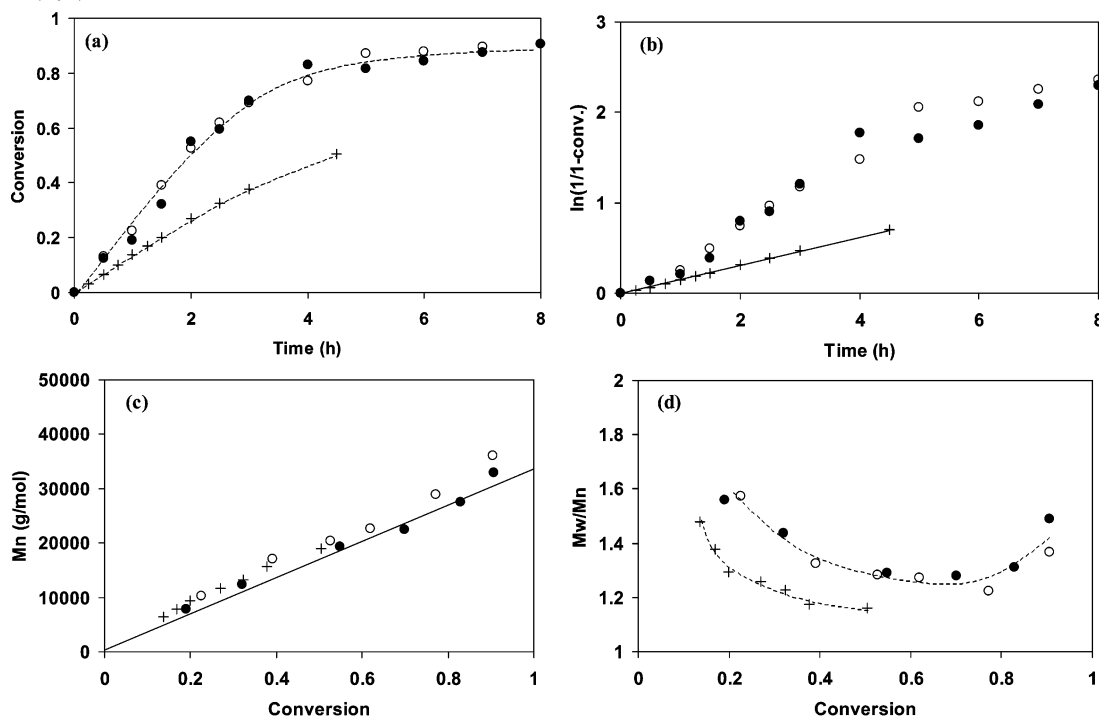 (a)
1
0.8
0.6
0.4
0.2
0
Conversion
0 2 4 6 8
Time (h)
(b)
3
2
1
0
ln(1/1-conv.)
0 2 4 6 8
Time (h)
(c)
50000
40000
30000
20000
10000
0
Mn (g/mol)
0 0.2 0.4 0.6 0.8 1
Conversion
(d)
2
1.8
1.6
1.4
1.2
1
Mw/Mn
0 0.2 0.4 0.6 0.8 1
Conversion